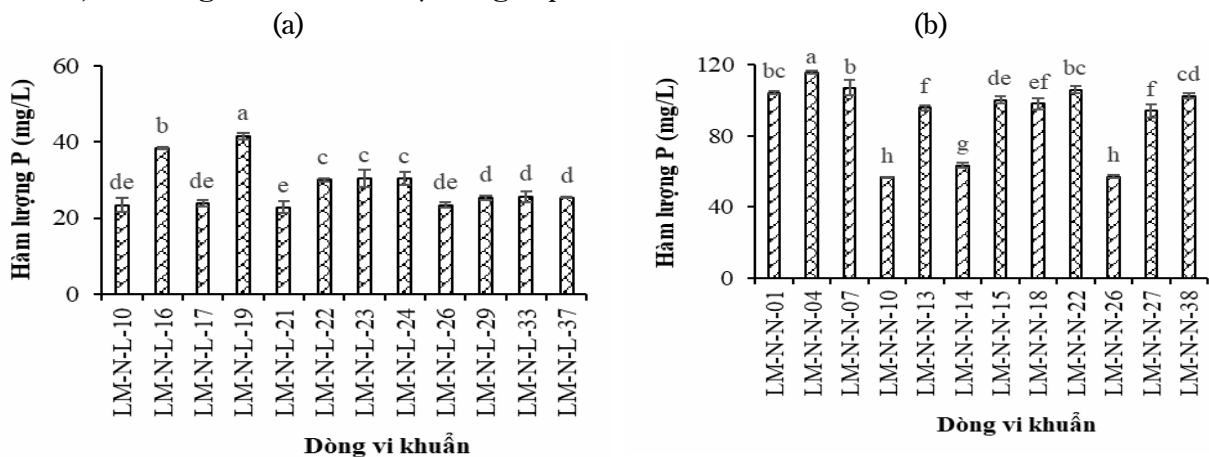 (a)
Hàm lượng P (mg/L)
60
40
20
0
de
b
de
a
e
c
c
c
de
d
d
d
LM-N-L-10
LM-N-L-16
LM-N-L-17
LM-N-L-19
LM-N-L-21
LM-N-L-22
LM-N-L-23
LM-N-L-24
LM-N-L-26
LM-N-L-29
LM-N-L-33
LM-N-L-37
Dòng vi khuẩn
(b)
Hàm lượng P (mg/L)
120
80
40
0
bc
a
b
h
f
g
de
ef
bc
h
f
cd
LM-N-N-01
LM-N-N-04
LM-N-N-07
LM-N-N-10
LM-N-N-13
LM-N-N-14
LM-N-N-15
LM-N-N-18
LM-N-N-22
LM-N-N-26
LM-N-N-27
LM-N-N-38
Dòng vi khuẩn